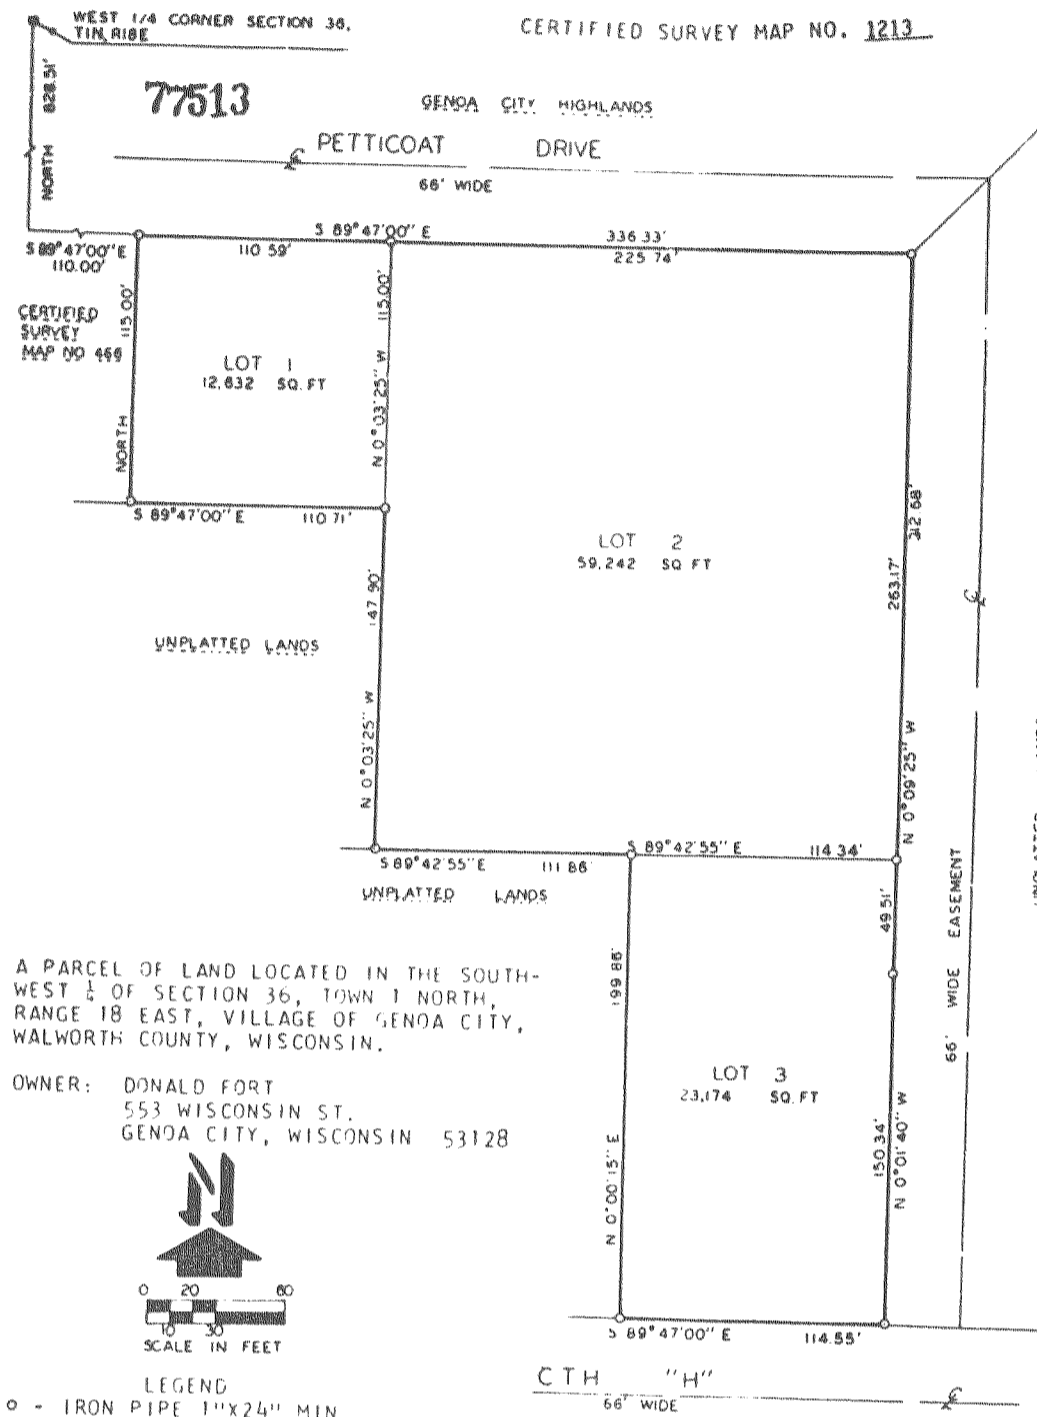 WEST 1/4 CORNER SECTION 36,
TIN RIBE
CERTIFIED SURVEY MAP NO. 1213
NORTH 828.51'
77513
GENOA CITY HIGHLANDS
PETTICOAT DRIVE
66' WIDE
S 89°47'00" E
110.00'
S 89°47'00" E
110.59'
336.33'
225.74'
CERTIFIED
SURVEY
MAP NO 466
NORTH 115.00'
LOT 1
12,632 SQ. FT
N 0°03'25" W 115.00'
S 89°47'00" E 110.71'
LOT 2
59,242 SQ FT
312.68'
263.17'
147.90'
UNPLATTED LANDS
N 0°03'25" W
N 0°09'25" W
S 89°42'55" E 111.86'
S 89°42'55" E 114.34'
UNPLATTED LANDS
49.51'
66' WIDE EASEMENT
A PARCEL OF LAND LOCATED IN THE SOUTH-
WEST ¼ OF SECTION 36, TOWN 1 NORTH,
RANGE 18 EAST, VILLAGE OF GENOA CITY,
WALWORTH COUNTY, WISCONSIN.
199.86'
LOT 3
23,174 SQ. FT
OWNER: DONALD FORT
553 WISCONSIN ST.
GENOA CITY, WISCONSIN 53128
N 0°00'15" E
150.34'
N 0°01'40" W
N
0 20 60
10 30
SCALE IN FEET
S 89°47'00" E 114.55'
LEGEND
CTH "H"
66' WIDE
o - IRON PIPE 1"X24" MIN